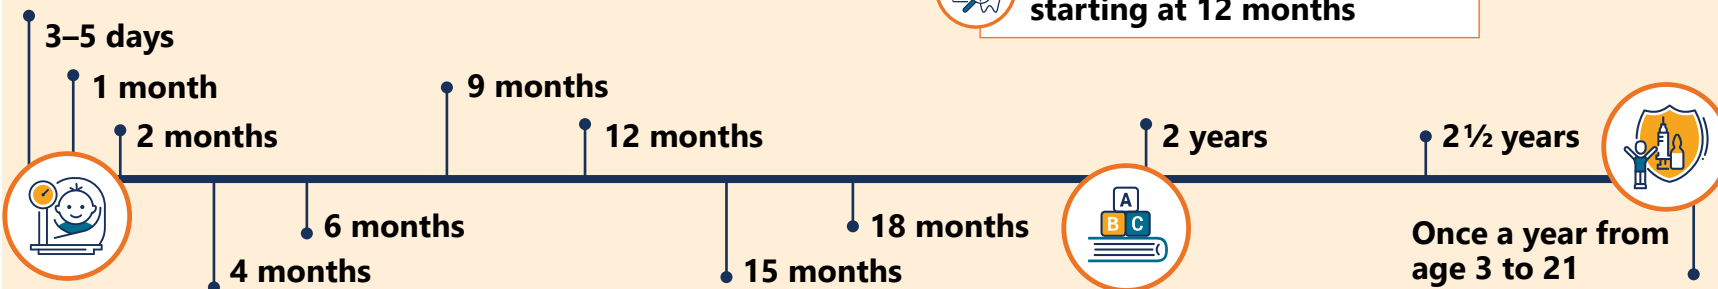 starting at 12 months
3–5 days
1 month
2 months
4 months
6 months
9 months
12 months
15 months
18 months
2 years
2½ years
Once a year from
age 3 to 21
A
B C